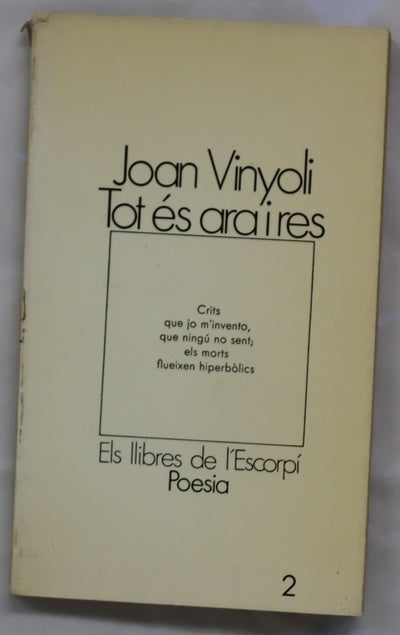 Joan Vinyoli
Tot és ara i res
Crits
que jo m'invento,
que ningú no sent;
els morts
flueixen hiperbòlics
Els llibres de l'Escorpí
Poesia
2